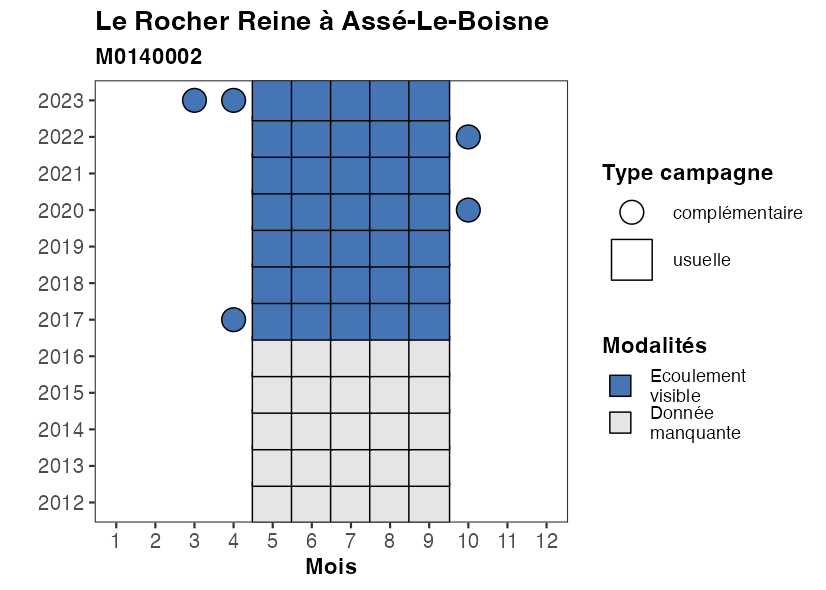 Le Rocher Reine à Assé-Le-Boisne
M0140002
2023
2022
2021
2020
2019
2018
2017
2016
2015
2014
2013
2012
1 2 3 4 5 6 7 8 9 10 11 12
Mois
Type campagne
complémentaire
usuelle
Modalités
Ecoulement
visible
Donnée
manquante